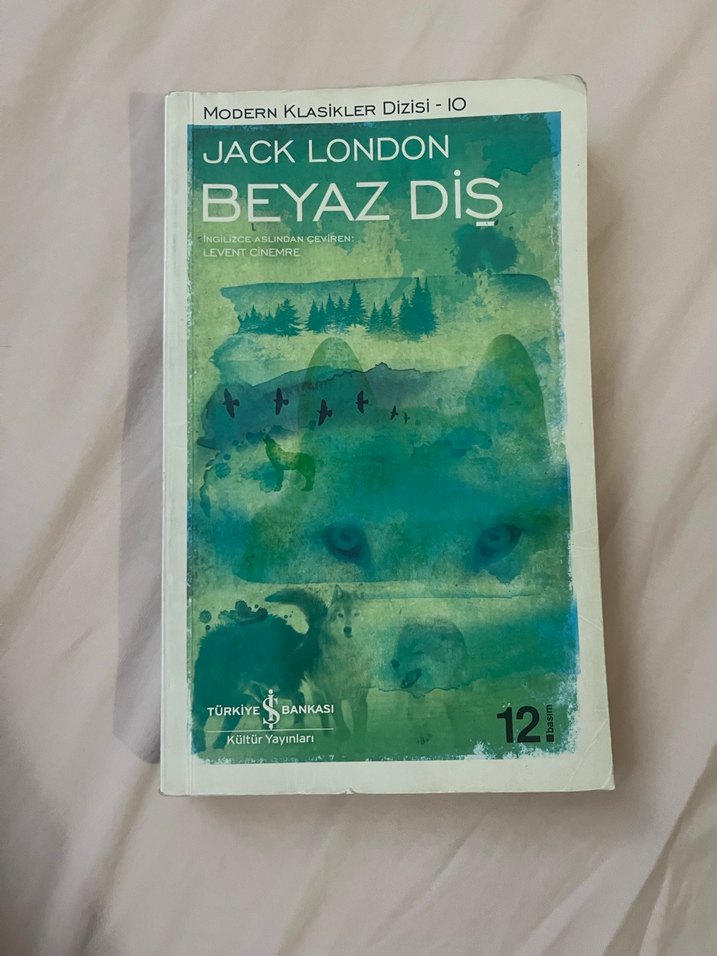 MODERN KLASİKLER DİZİSİ - 10
JACK LONDON
BEYAZ DİŞ
İNGİLİZCE ASLINDAN ÇEVİREN:
LEVENT CİNEMRE
TÜRKİYE İŞ BANKASI
Kültür Yayınları
12.basım